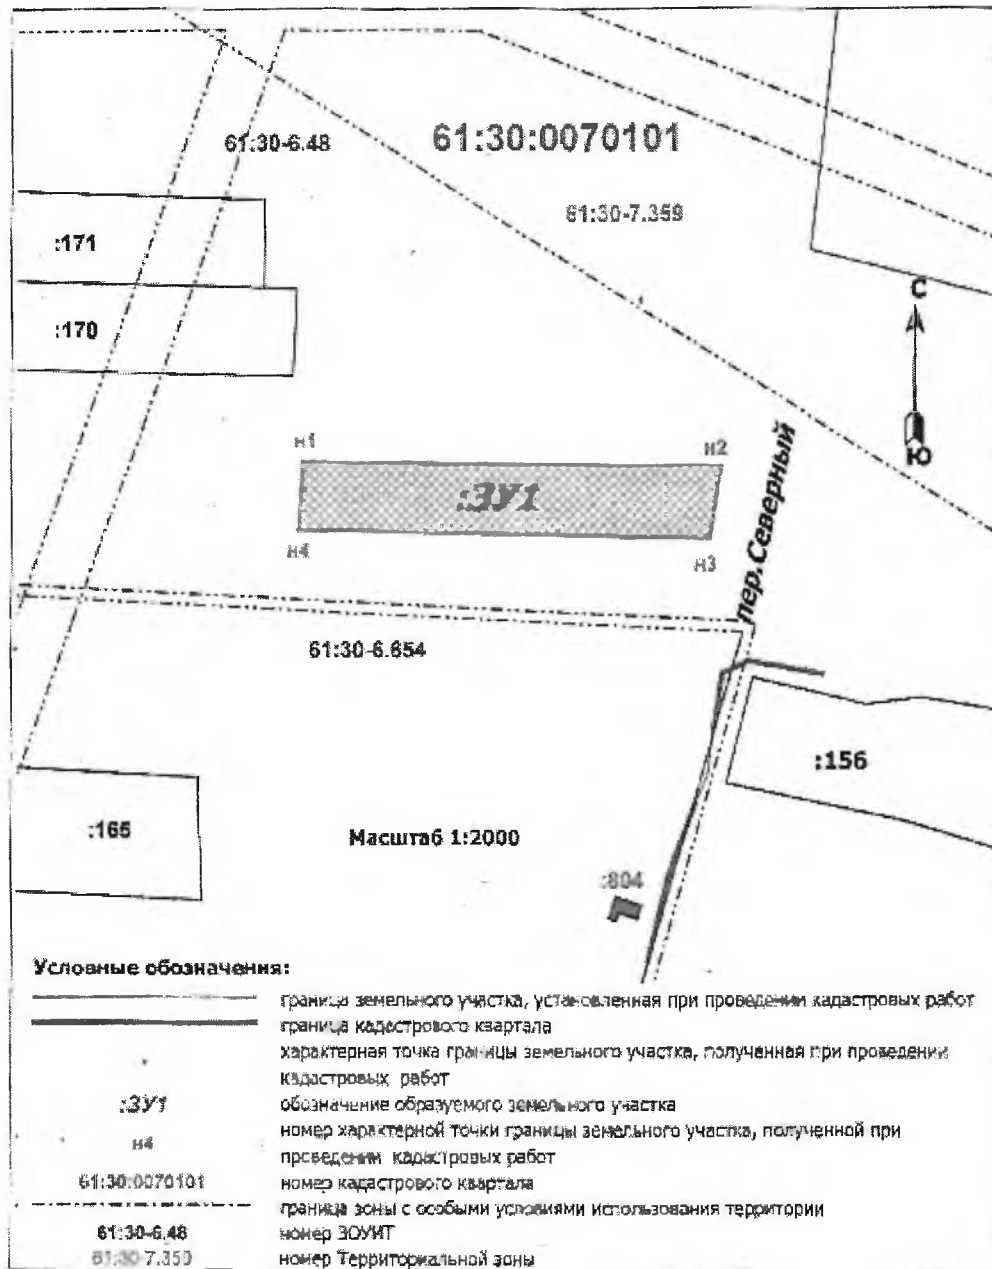 61:30-6.48
61:30:0070101
61:30-7.359
:171
:170
С
Ю
н1
н2
:ЗУ1
н4
н3
пер. Северный
61:30-6.654
:156
:165
Масштаб 1:2000
:804
Условные обозначения:
граница земельного участка, установленная при проведении кадастровых работ
граница кадастрового квартала
характерная точка границы земельного участка, полученная при проведении
кадастровых работ
:ЗУ1
обозначение образуемого земельного участка
н4
номер характерной точки границы земельного участка, полученной при
проведении кадастровых работ
61:30:0070101
номер кадастрового квартала
граница зоны с особыми условиями использования территории
61:30-6.48
номер ЗОУИТ
61:30-7.359
номер Территориальной зоны